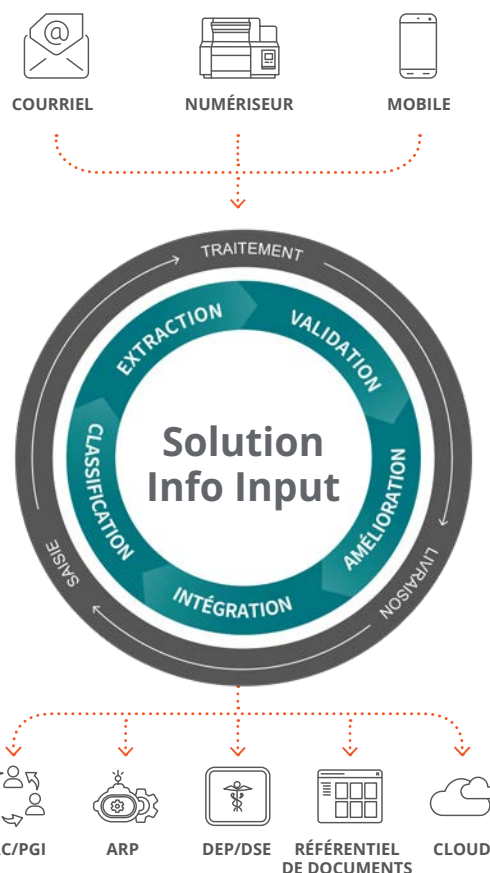 @
COURRIEL
NUMÉRISEUR
MOBILE
TRAITEMENT
EXTRACTION
VALIDATION
Solution
Info Input
CLASSIFICATION
AMÉLIORATION
INTÉGRATION
SAISIE
LIVRAISON
C/PGI
ARP
DEP/DSE
RÉFÉRENTIEL
DE DOCUMENTS
CLOUD